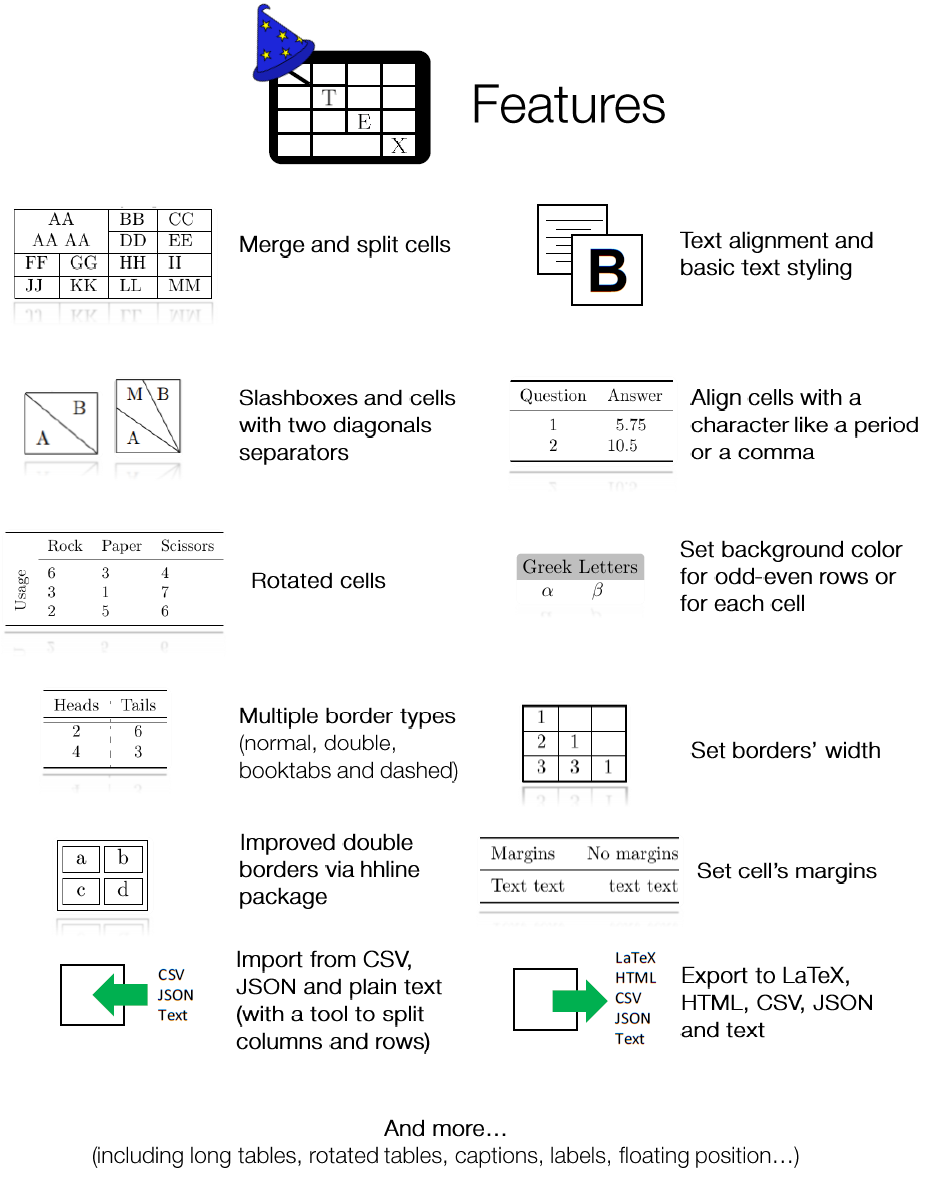 T
E
X
Features
AA
AA AA
BB CC
DD EE
FF GG HH II
JJ KK LL MM
Merge and split cells
B
Text alignment and
basic text styling
B
A
M B
A
Slashboxes and cells
with two diagonals
separators
Question Answer
1 5.75
2 10.5
Align cells with a
character like a period
or a comma
Rock Paper Scissors
Usage
6 3 4
3 1 7
2 5 6
Rotated cells
Greek Letters
α β
Set background color
for odd-even rows or
for each cell
Heads Tails
2 6
4 3
Multiple border types
(normal, double,
booktabs and dashed)
1
2 1
3 3 1
Set borders’ width
a b
c d
Improved double
borders via hhline
package
Margins No margins
Text text text text
Set cell’s margins
CSV
JSON
Text
Import from CSV,
JSON and plain text
(with a tool to split
columns and rows)
LaTeX
HTML
CSV
JSON
Text
Export to LaTeX,
HTML, CSV, JSON
and text
And more…
(including long tables, rotated tables, captions, labels, floating position…)